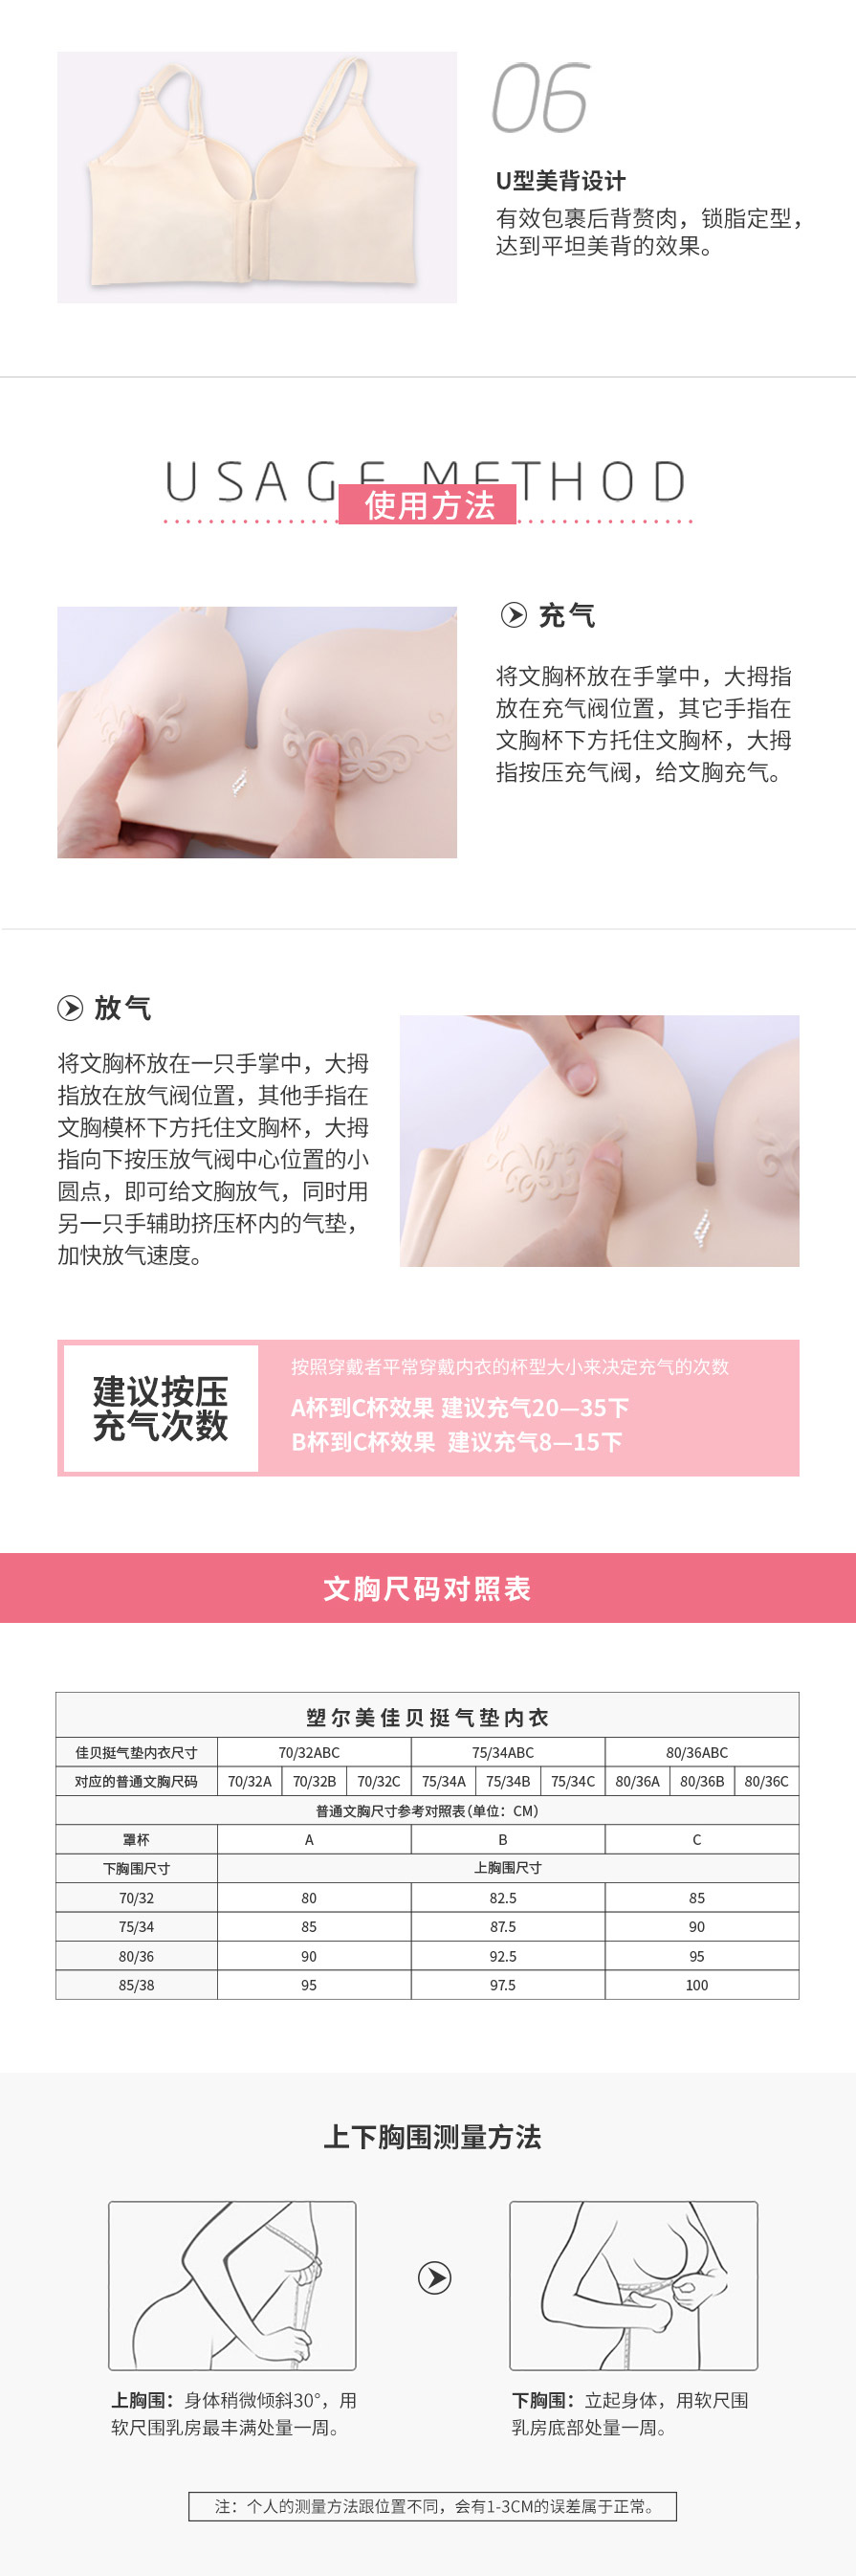 06
U型美背设计
有效包裹后背赘肉，锁脂定型，
达到平坦美背的效果。
USAGE METHOD
使用方法
充气
将文胸杯放在手掌中，大拇指
放在充气阀位置，其它手指在
文胸杯下方托住文胸杯，大拇
指按压充气阀，给文胸充气。
放气
将文胸杯放在一只手掌中，大拇
指放在放气阀位置，其他手指在
文胸模杯下方托住文胸杯，大拇
指向下按压放气阀中心位置的小
圆点，即可给文胸放气，同时用
另一只手辅助挤压杯内的气垫，
加快放气速度。
建议按压
充气次数
按照穿戴者平常穿戴内衣的杯型大小来决定充气的次数
A杯到C杯效果 建议充气20—35下
B杯到C杯效果 建议充气8—15下
文胸尺码对照表
塑尔美佳贝挺气垫内衣
佳贝挺气垫内衣尺寸 70/32ABC 75/34ABC 80/36ABC
对应的普通文胸尺码 70/32A 70/32B 70/32C 75/34A 75/34B 75/34C 80/36A 80/36B 80/36C
普通文胸尺寸参考对照表(单位：CM)
罩杯 A B C
下胸围尺寸 上胸围尺寸
70/32 80 82.5 85
75/34 85 87.5 90
80/36 90 92.5 95
85/38 95 97.5 100
上下胸围测量方法
上胸围：身体稍微倾斜30°，用
软尺围乳房最丰满处量一周。
下胸围：立起身体，用软尺围
乳房底部处量一周。
注：个人的测量方法跟位置不同，会有1-3CM的误差属于正常。